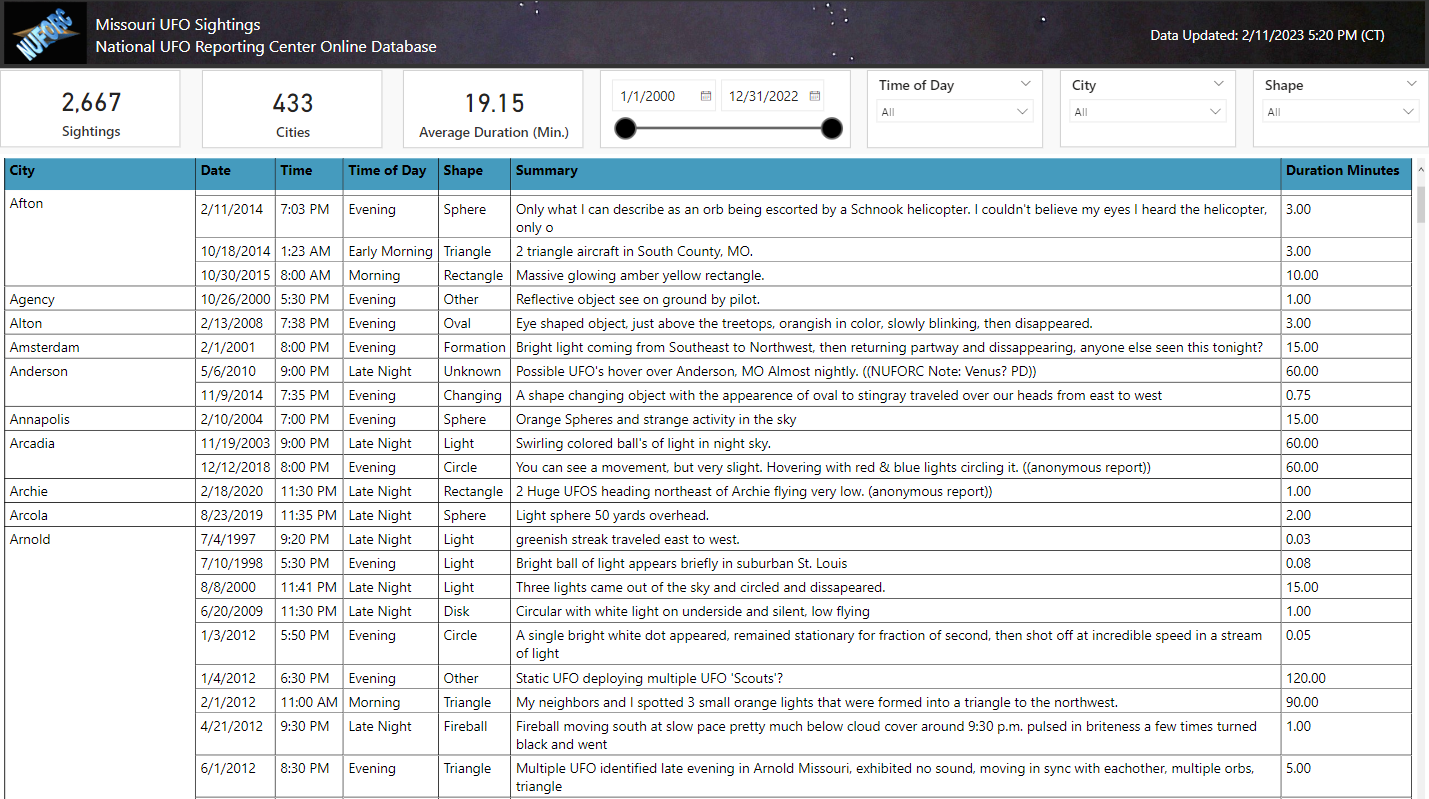 NUFORC
Missouri UFO Sightings
National UFO Reporting Center Online Database
Data Updated: 2/11/2023 5:20 PM (CT)
2,667
Sightings
433
Cities
19.15
Average Duration (Min.)
1/1/2000 12/31/2022
Time of Day
All
City
All
Shape
All
City Date Time Time of Day Shape Summary Duration Minutes
Afton 2/11/2014 7:03 PM Evening Sphere Only what I can describe as an orb being escorted by a Schnook helicopter. I couldn't believe my eyes I heard the helicopter, 3.00
only o
10/18/2014 1:23 AM Early Morning Triangle 2 triangle aircraft in South County, MO. 3.00
10/30/2015 8:00 AM Morning Rectangle Massive glowing amber yellow rectangle. 10.00
Agency 10/26/2000 5:30 PM Evening Other Reflective object see on ground by pilot. 1.00
Alton 2/13/2008 7:38 PM Evening Oval Eye shaped object, just above the treetops, orangish in color, slowly blinking, then disappeared. 3.00
Amsterdam 2/1/2001 8:00 PM Evening Formation Bright light coming from Southeast to Northwest, then returning partway and dissappearing, anyone else seen this tonight? 15.00
Anderson 5/6/2010 9:00 PM Late Night Unknown Possible UFO's hover over Anderson, MO Almost nightly. ((NUFORC Note: Venus? PD)) 60.00
11/9/2014 7:35 PM Evening Changing A shape changing object with the appearence of oval to stingray traveled over our heads from east to west 0.75
Annapolis 2/10/2004 7:00 PM Evening Sphere Orange Spheres and strange activity in the sky 15.00
Arcadia 11/19/2003 9:00 PM Late Night Light Swirling colored ball's of light in night sky. 60.00
12/12/2018 8:00 PM Evening Circle You can see a movement, but very slight. Hovering with red & blue lights circling it. ((anonymous report)) 60.00
Archie 2/18/2020 11:30 PM Late Night Rectangle 2 Huge UFOS heading northeast of Archie flying very low. (anonymous report)) 1.00
Arcola 8/23/2019 11:35 PM Late Night Sphere Light sphere 50 yards overhead. 2.00
Arnold 7/4/1997 9:20 PM Late Night Light greenish streak traveled east to west. 0.03
7/10/1998 5:30 PM Evening Light Bright ball of light appears briefly in suburban St. Louis 0.08
8/8/2000 11:41 PM Late Night Light Three lights came out of the sky and circled and dissapeared. 15.00
6/20/2009 11:30 PM Late Night Disk Circular with white light on underside and silent, low flying 1.00
1/3/2012 5:50 PM Evening Circle A single bright white dot appeared, remained stationary for fraction of second, then shot off at incredible speed in a stream 0.05
of light
1/4/2012 6:30 PM Evening Other Static UFO deploying multiple UFO 'Scouts'? 120.00
2/1/2012 11:00 AM Morning Triangle My neighbors and I spotted 3 small orange lights that were formed into a triangle to the northwest. 90.00
4/21/2012 9:30 PM Late Night Fireball Fireball moving south at slow pace pretty much below cloud cover around 9:30 p.m. pulsed in briteness a few times turned 1.00
black and went
6/1/2012 8:30 PM Evening Triangle Multiple UFO identified late evening in Arnold Missouri, exhibited no sound, moving in sync with eachother, multiple orbs, 5.00
triangle